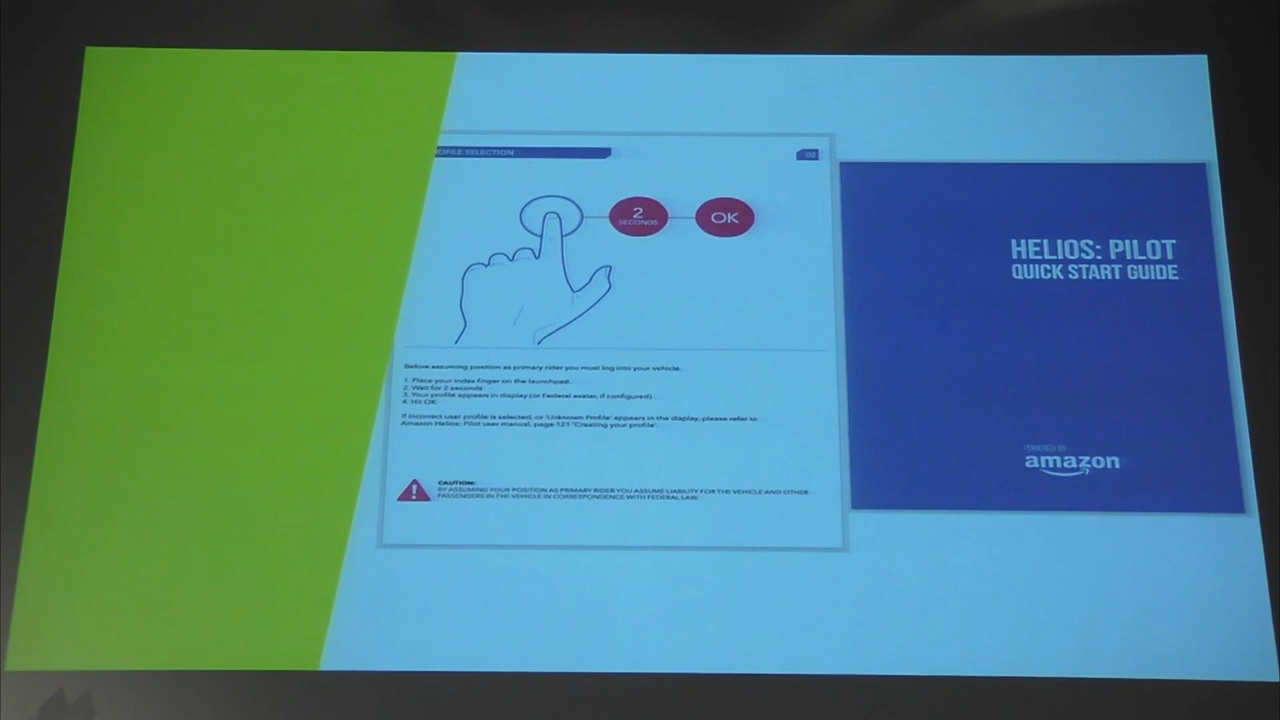 OFILE SELECTION
02
2
SECONDS
OK
Before assuming position as primary rider you must log into your vehicle.
1. Place your index finger on the launchpad.
2. Wait for 2 seconds
3. Your profile appears in display (or Federal avatar, if configured)
4. Hit OK
If incorrect user profile is selected, or 'Unknown Profile' appears in the display, please refer to
Amazon Helios: Pilot user manual, page 121 'Creating your profile'.
CAUTION:
BY ASSUMING YOUR POSITION AS PRIMARY RIDER YOU ASSUME LIABILITY FOR THE VEHICLE AND OTHER
PASSENGERS IN THE VEHICLE IN CORRESPONDENCE WITH FEDERAL LAW.
HELIOS: PILOT
QUICK START GUIDE
POWERED BY
amazon